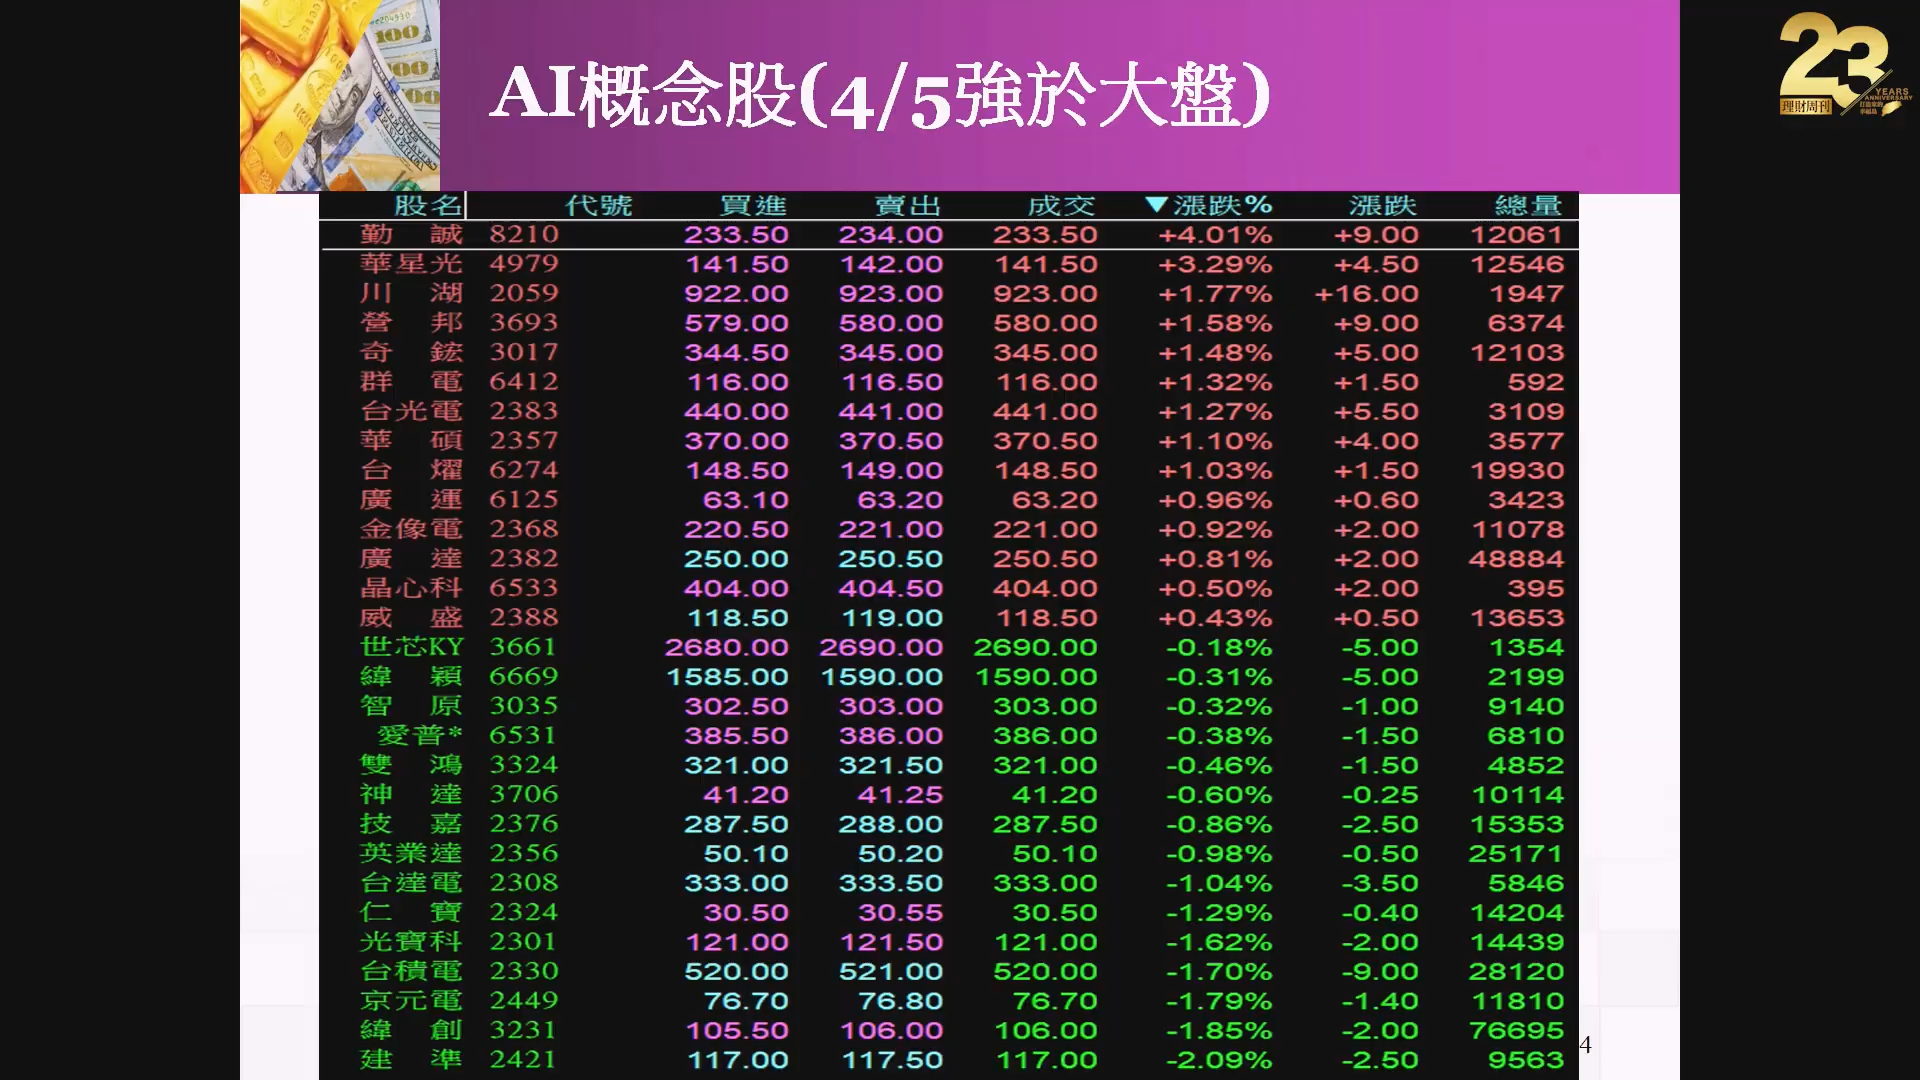 AI概念股(4/5強於大盤)
23
YEARS
ANNIVERSARY
理財周刊
股名 代號 買進 賣出 成交 ▼漲跌% 漲跌 總量
勤誠 8210 233.50 234.00 233.50 +4.01% +9.00 12061
華星光 4979 141.50 142.00 141.50 +3.29% +4.50 12546
川湖 2059 922.00 923.00 923.00 +1.77% +16.00 1947
營邦 3693 579.00 580.00 580.00 +1.58% +9.00 6374
奇鋐 3017 344.50 345.00 345.00 +1.48% +5.00 12103
群電 6412 116.00 116.50 116.00 +1.32% +1.50 592
台光電 2383 440.00 441.00 441.00 +1.27% +5.50 3109
華碩 2357 370.00 370.50 370.50 +1.10% +4.00 3577
台燿 6274 148.50 149.00 148.50 +1.03% +1.50 19930
廣運 6125 63.10 63.20 63.20 +0.96% +0.60 3423
金像電 2368 220.50 221.00 221.00 +0.92% +2.00 11078
廣達 2382 250.00 250.50 250.50 +0.81% +2.00 48884
晶心科 6533 404.00 404.50 404.00 +0.50% +2.00 395
威盛 2388 118.50 119.00 118.50 +0.43% +0.50 13653
世芯KY 3661 2680.00 2690.00 2690.00 -0.18% -5.00 1354
緯穎 6669 1585.00 1590.00 1590.00 -0.31% -5.00 2199
智原 3035 302.50 303.00 303.00 -0.32% -1.00 9140
愛普* 6531 385.50 386.00 386.00 -0.38% -1.50 6810
雙鴻 3324 321.00 321.50 321.00 -0.46% -1.50 4852
神達 3706 41.20 41.25 41.20 -0.60% -0.25 10114
技嘉 2376 287.50 288.00 287.50 -0.86% -2.50 15353
英業達 2356 50.10 50.20 50.10 -0.98% -0.50 25171
台達電 2308 333.00 333.50 333.00 -1.04% -3.50 5846
仁寶 2324 30.50 30.55 30.50 -1.29% -0.40 14204
光寶科 2301 121.00 121.50 121.00 -1.62% -2.00 14439
台積電 2330 520.00 521.00 520.00 -1.70% -9.00 28120
京元電 2449 76.70 76.80 76.70 -1.79% -1.40 11810
緯創 3231 105.50 106.00 106.00 -1.85% -2.00 76695
建準 2421 117.00 117.50 117.00 -2.09% -2.50 9563
4